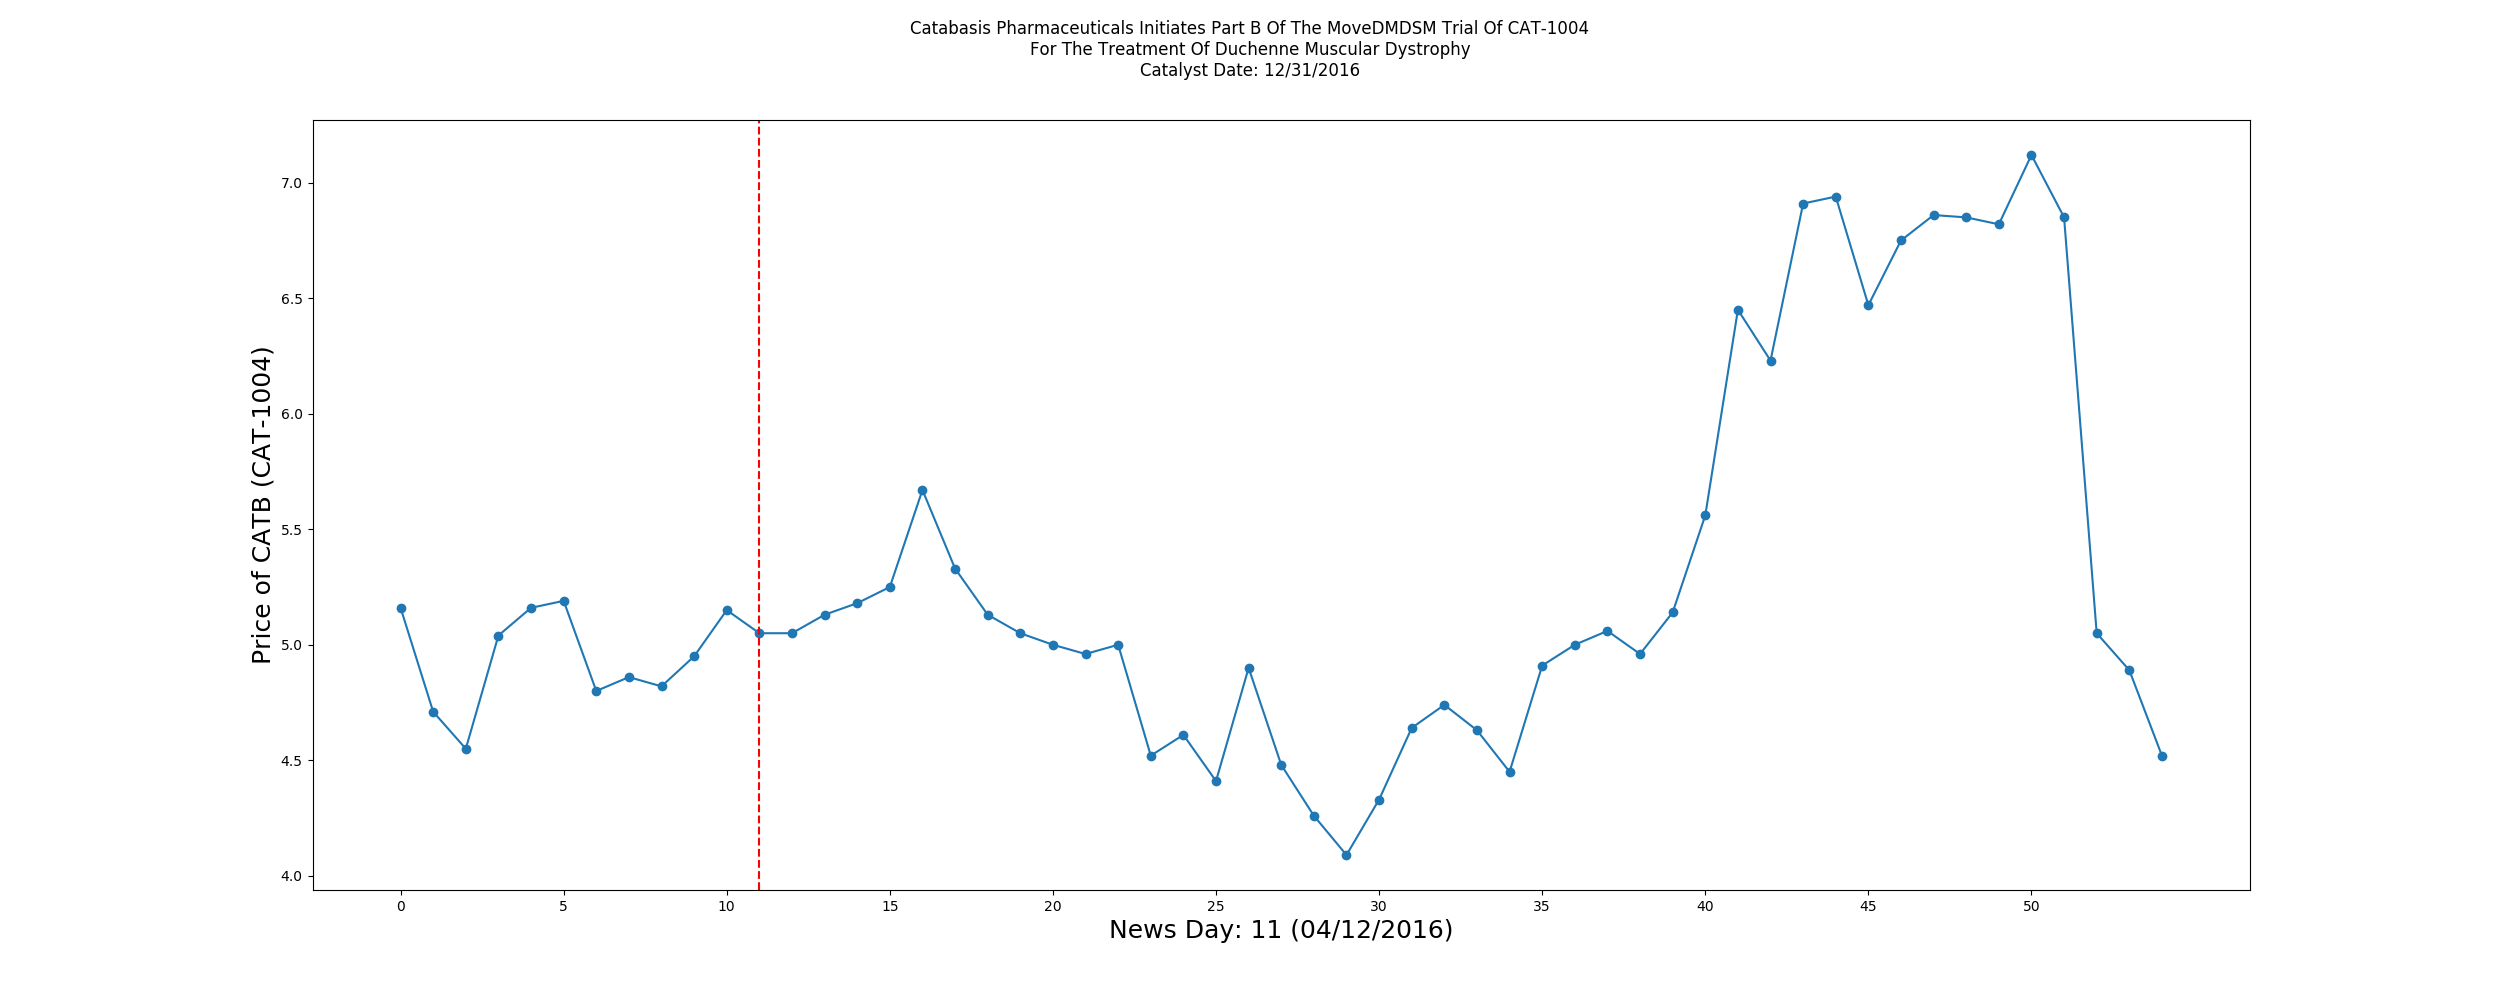 Catabasis Pharmaceuticals Initiates Part B Of The MoveDMDSM Trial Of CAT-1004
For The Treatment Of Duchenne Muscular Dystrophy
Catalyst Date: 12/31/2016
7.0
6.5
6.0
5.5
5.0
4.5
4.0
Price of CATB (CAT-1004)
0 5 10 15 20 25 30 35 40 45 50
News Day: 11 (04/12/2016)